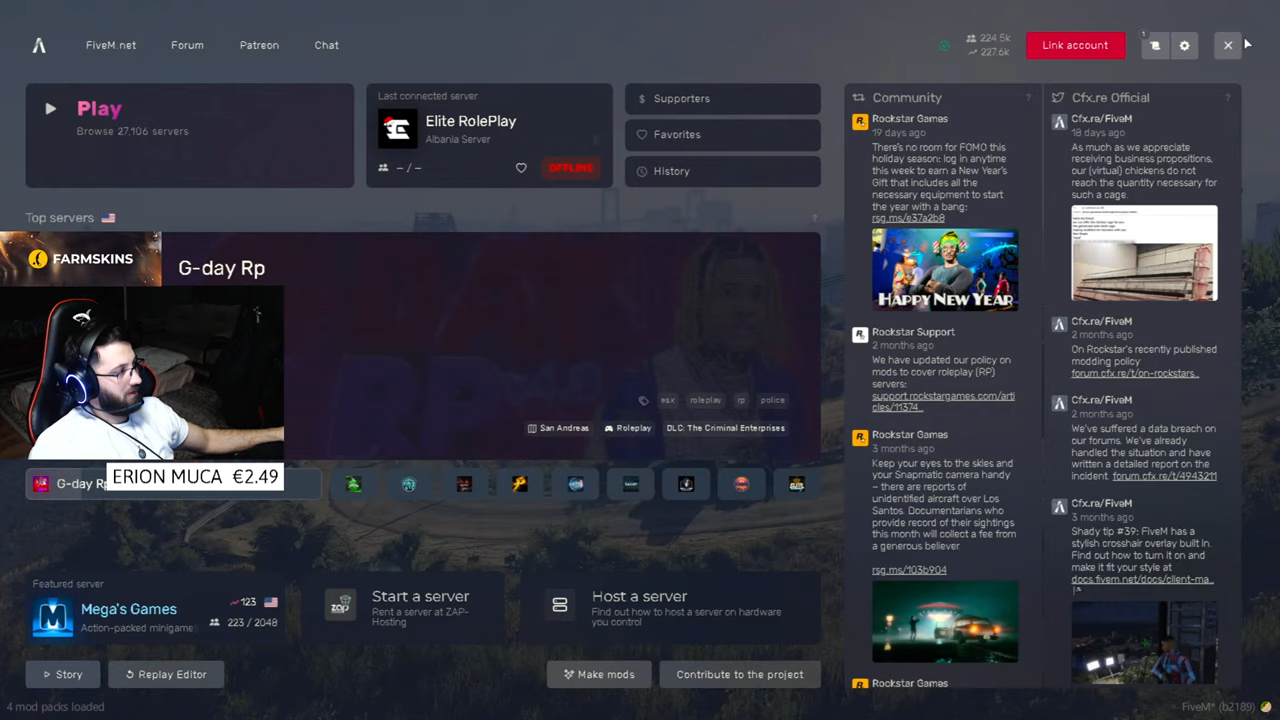 FiveM.net
Forum
Patreon
Chat
224.5k
227.6k
Link account
1
Play
Browse 27,106 servers
Last connected server
Elite RolePlay
Albania Server
– / –
OFFLINE
Supporters
Favorites
History
Top servers
?
FARMSKINS
G-day Rp
esx
roleplay
rp
police
San Andreas
Roleplay
DLC: The Criminal Enterprises
G-day Rp
ERION MUCA €2.49
Featured server
Mega's Games
Action-packed minigame
123
223 / 2048
Start a server
Rent a server at ZAP-
Hosting
Host a server
Find out how to host a server on hardware
you control
Story
Replay Editor
Make mods
Contribute to the project
4 mod packs loaded
Community
?
Rockstar Games
19 days ago
There's no room for FOMO this
holiday season: log in anytime
this week to earn a New Year's
Gift that includes all the
necessary equipment to start
the year with a bang:
rsg.ms/e37a2b8
HAPPY NEW YEAR
Rockstar Support
2 months ago
We have updated our policy on
mods to cover roleplay (RP)
servers:
support.rockstargames.com/arti
cles/11374…
Rockstar Games
3 months ago
Keep your eyes to the skies and
your Snapmatic camera handy
– there are reports of
unidentified aircraft over Los
Santos. Documentarians who
provide record of their sightings
this month will collect a fee from
a generous believer.
rsg.ms/103b904
Rockstar Games
Cfx.re Official
?
Cfx.re/FiveM
18 days ago
As much as we appreciate
receiving business propositions,
our (virtual) chickens do not
reach the quantity necessary for
such a cage.
Cfx.re/FiveM
2 months ago
On Rockstar's recently published
modding policy
forum.cfx.re/t/on-rockstars…
Cfx.re/FiveM
2 months ago
We've suffered a data breach on
our forums. We've already
handled the situation and have
written a detailed report on the
incident. forum.cfx.re/t/4943211
Cfx.re/FiveM
3 months ago
Shady tip #39: FiveM has a
stylish crosshair overlay built in.
Find out how to turn it on and
make it fit your style at
docs.fivem.net/docs/client-ma…
FiveM* (b2189)